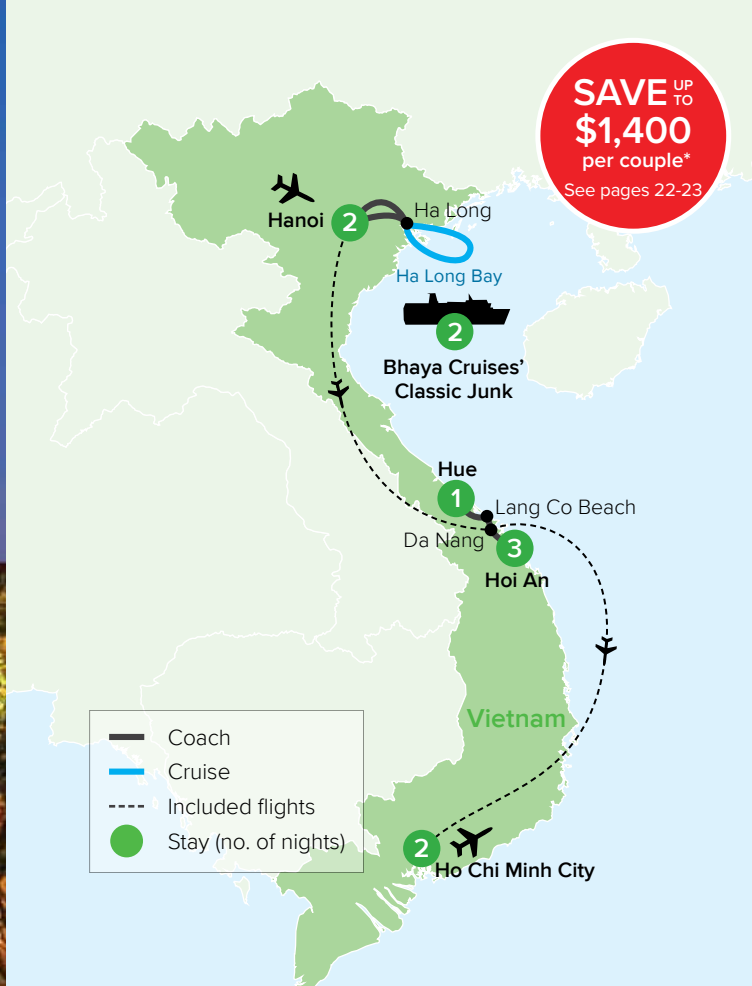 SAVE UP TO
$1,400
per couple*
See pages 22-23
Hanoi 2
Ha Long
Ha Long Bay
2
Bhaya Cruises’
Classic Junk
Hue
1
Lang Co Beach
Da Nang
3
Hoi An
Vietnam
Coach
Cruise
Included flights
Stay (no. of nights)
2
Ho Chi Minh City